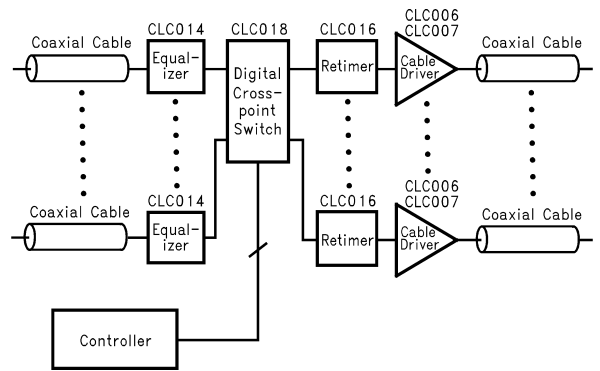 CLC006
CLC007
CLC014
CLC018
CLC016
Coaxial Cable
Equal-
izer
Digital
Cross-
point
Switch
Retimer
Cable
Driver
Coaxial Cable
CLC006
CLC007
Coaxial Cable
CLC014
CLC016
Coaxial Cable
Equal-
izer
Retimer
Cable
Driver
Controller